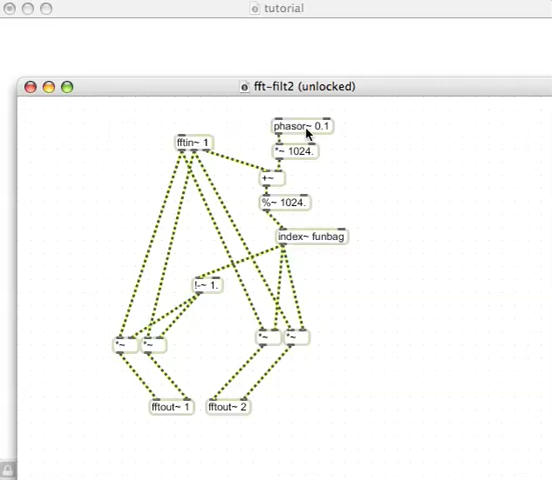 tutorial
fft-filt2 (unlocked)
phasor~ 0.1
fftin~ 1
*~ 1024.
+~
%~ 1024.
index~ funbag
!-~ 1.
*~
*~
*~
*~
fftout~ 1
fftout~ 2